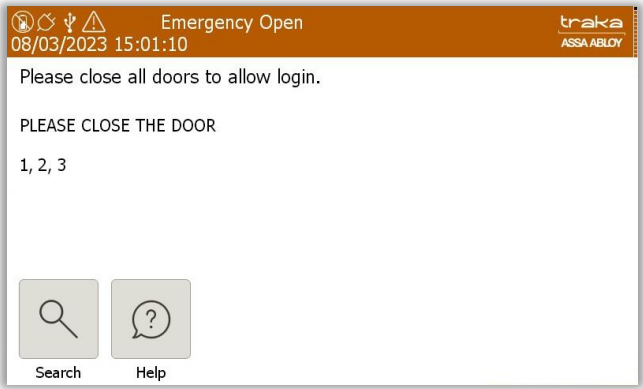 Emergency Open
08/03/2023 15:01:10
traka
ASSA ABLOY
Please close all doors to allow login.
PLEASE CLOSE THE DOOR
1, 2, 3
?
Search
Help